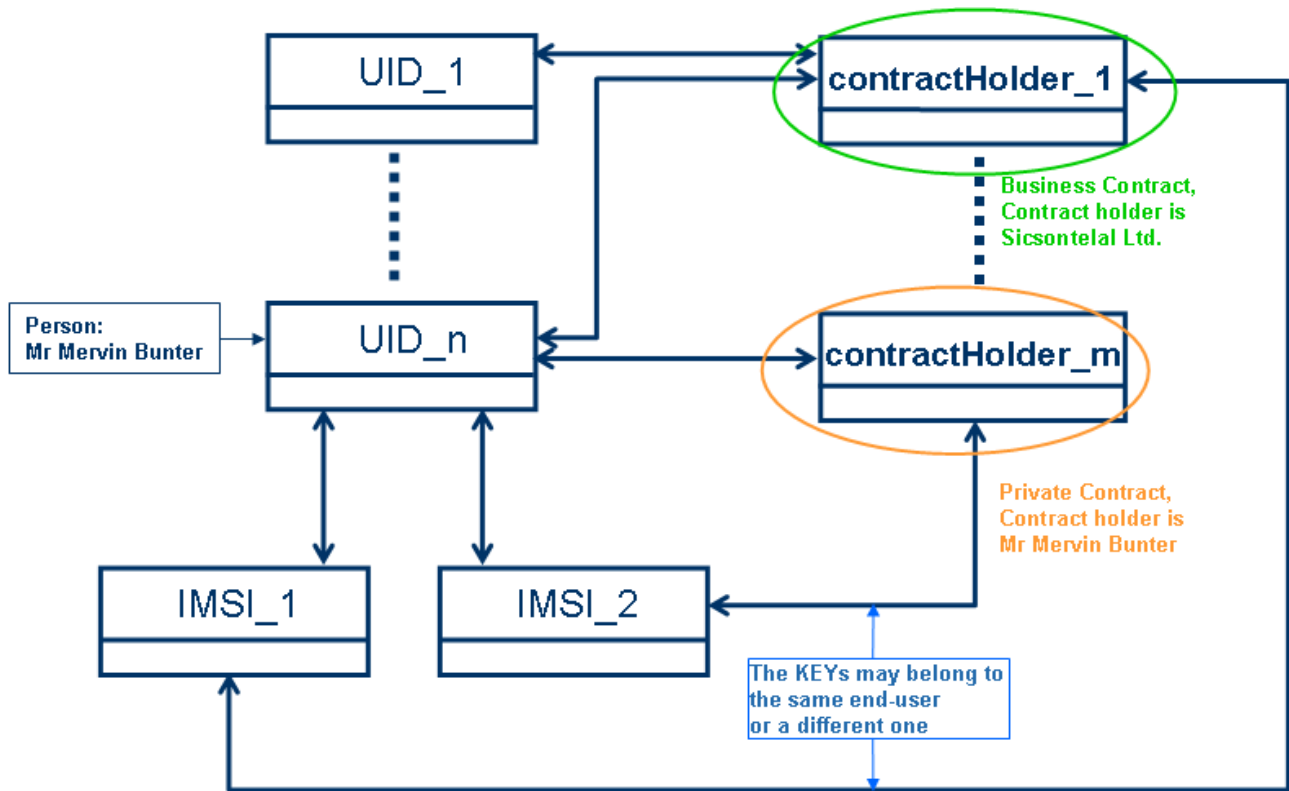 UID_1
contractHolder_1
Business Contract,
Contract holder is
Sicsontelal Ltd.
Person:
Mr Mervin Bunter
UID_n
contractHolder_m
Private Contract,
Contract holder is
Mr Mervin Bunter
IMSI_1
IMSI_2
The KEYs may belong to
the same end-user
or a different one